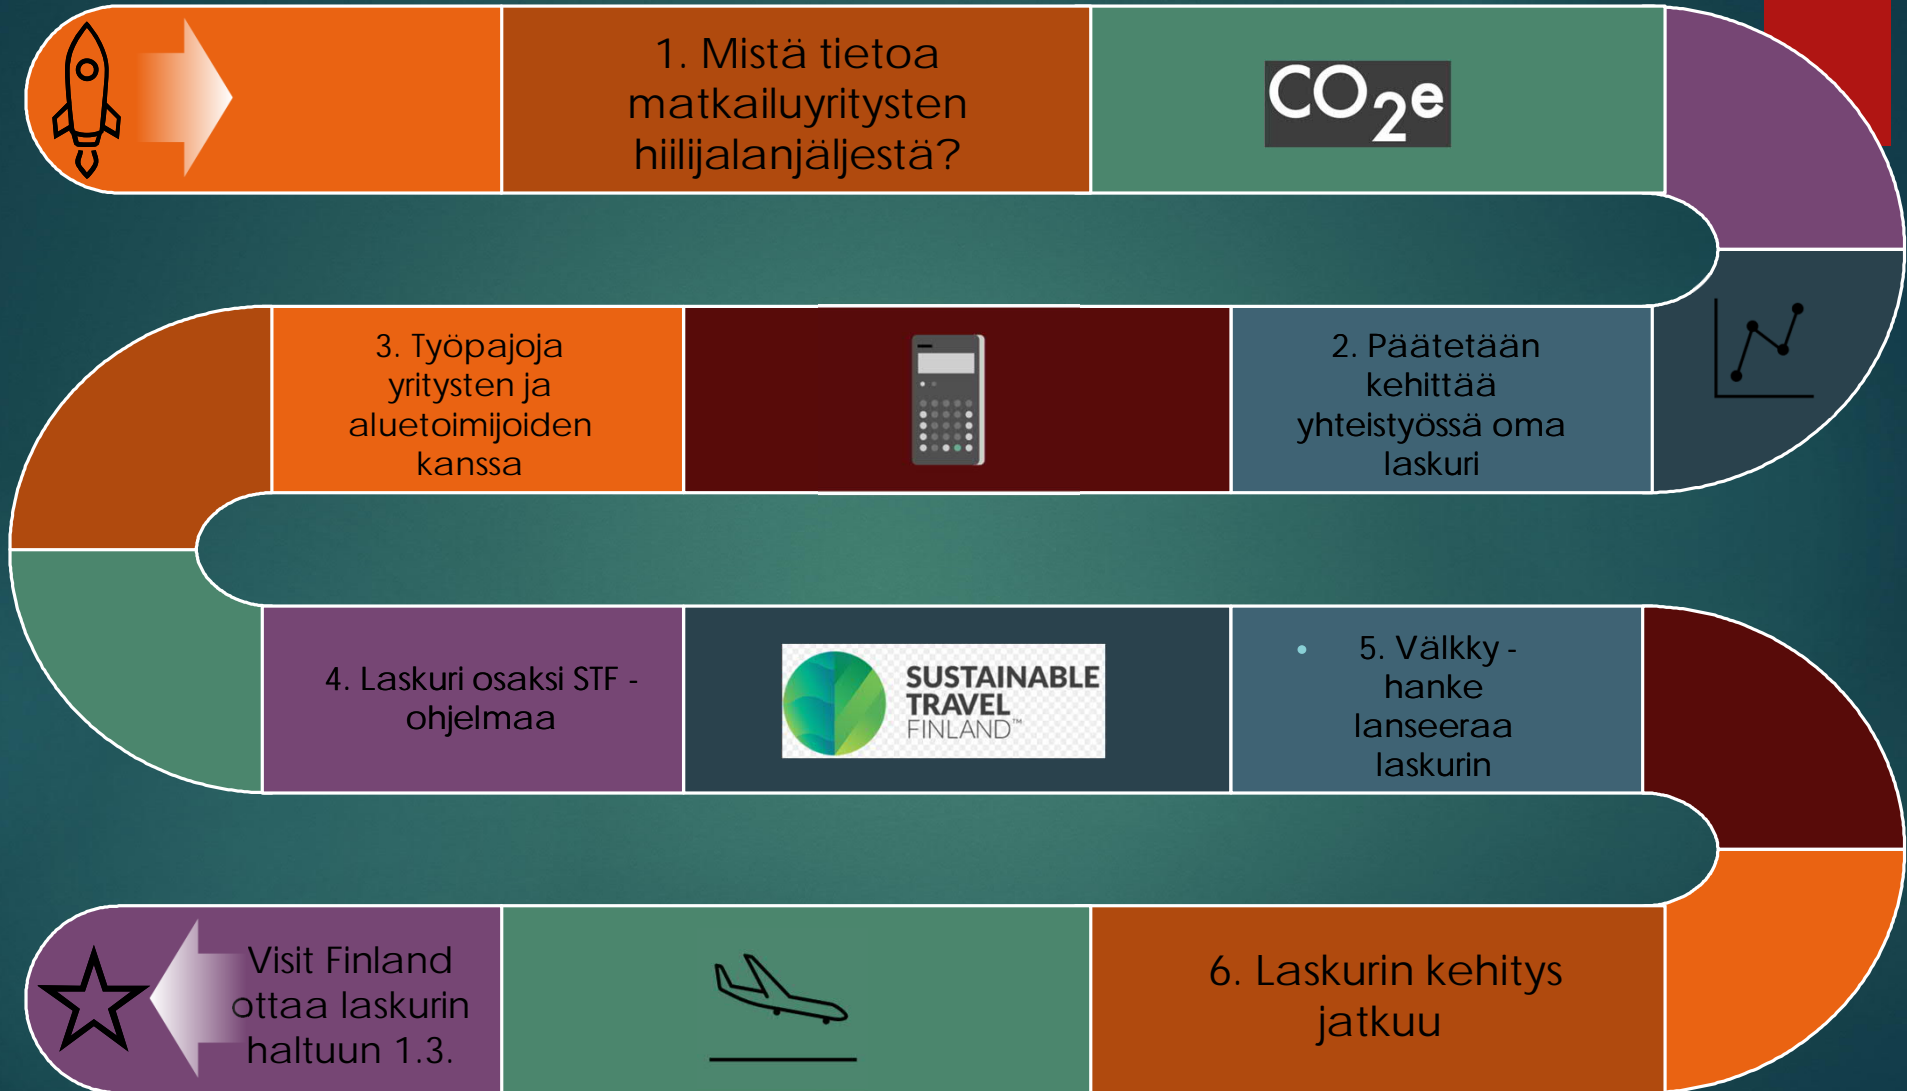 1. Mistä tietoa
matkailuyritysten
hiilijalanjäljestä?
CO2e
2. Päätetään
kehittää
yhteistyössä oma
laskuri
3. Työpajoja
yritysten ja
aluetoimijoiden
kanssa
4. Laskuri osaksi STF -
ohjelmaa
SUSTAINABLE
TRAVEL
FINLAND™
• 5. Välkky -
hanke
lanseeraa
laskurin
6. Laskurin kehitys
jatkuu
Visit Finland
ottaa laskurin
haltuun 1.3.